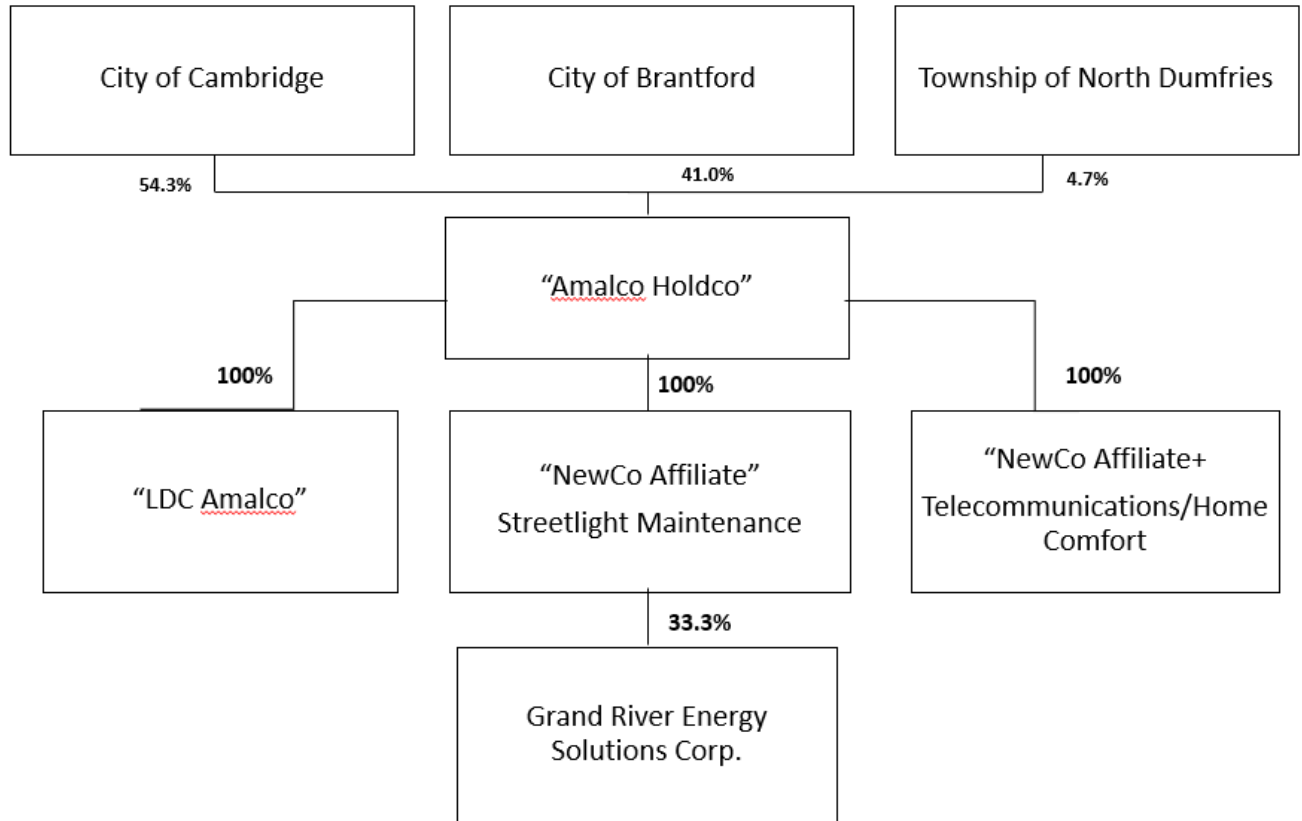 City of Cambridge
City of Brantford
Township of North Dumfries
54.3%
41.0%
4.7%
“Amalco Holdco”
100%
100%
100%
“LDC Amalco”
“NewCo Affiliate”
Streetlight Maintenance
“NewCo Affiliate+
Telecommunications/Home
Comfort
33.3%
Grand River Energy
Solutions Corp.